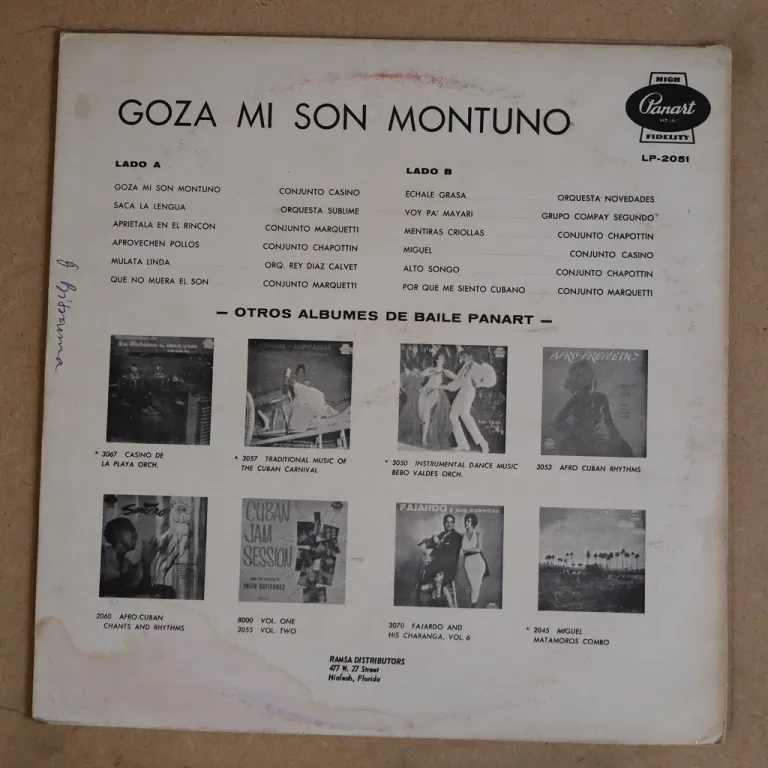 GOZA MI SON MONTUNO
HIGH
Panart
FIDELITY
LP-2051
LADO A
GOZA MI SON MONTUNO CONJUNTO CASINO
SACA LA LENGUA ORQUESTA SUBLIME
APRIETALA EN EL RINCON CONJUNTO MARQUETTI
APROVECHEN POLLOS CONJUNTO CHAPOTTIN
MULATA LINDA ORQ. REY DIAZ CALVET
QUE NO MUERA EL SON CONJUNTO MARQUETTI
LADO B
ECHALE GRASA ORQUESTA NOVEDADES
VOY PA' MAYARI GRUPO COMPAY SEGUNDO
MENTIRAS CRIOLLAS CONJUNTO CHAPOTTIN
MIGUEL CONJUNTO CASINO
ALTO SONGO CONJUNTO CHAPOTTIN
POR QUE ME SIENTO CUBANO CONJUNTO MARQUETTI
— OTROS ALBUMES DE BAILE PANART —
AFRO-FRENETIC
* 3067 CASINO DE
LA PLAYA ORCH.
* 3057 TRADITIONAL MUSIC OF
THE CUBAN CARNIVAL
* 3050 INSTRUMENTAL DANCE MUSIC
BEBO VALDES ORCH.
3053 AFRO CUBAN RHYTHMS
Santero
CUBAN
JAM
SESSION
FAJARDO y sus estrellas
2060 AFRO-CUBAN
CHANTS AND RHYTHMS
8000 VOL. ONE
3055 VOL. TWO
3070 FAJARDO AND
HIS CHARANGA, VOL. 6
* 2045 MIGUEL
MATAMOROS COMBO
RAMSA DISTRIBUTORS
477 W. 27 Street
Hialeah, Florida